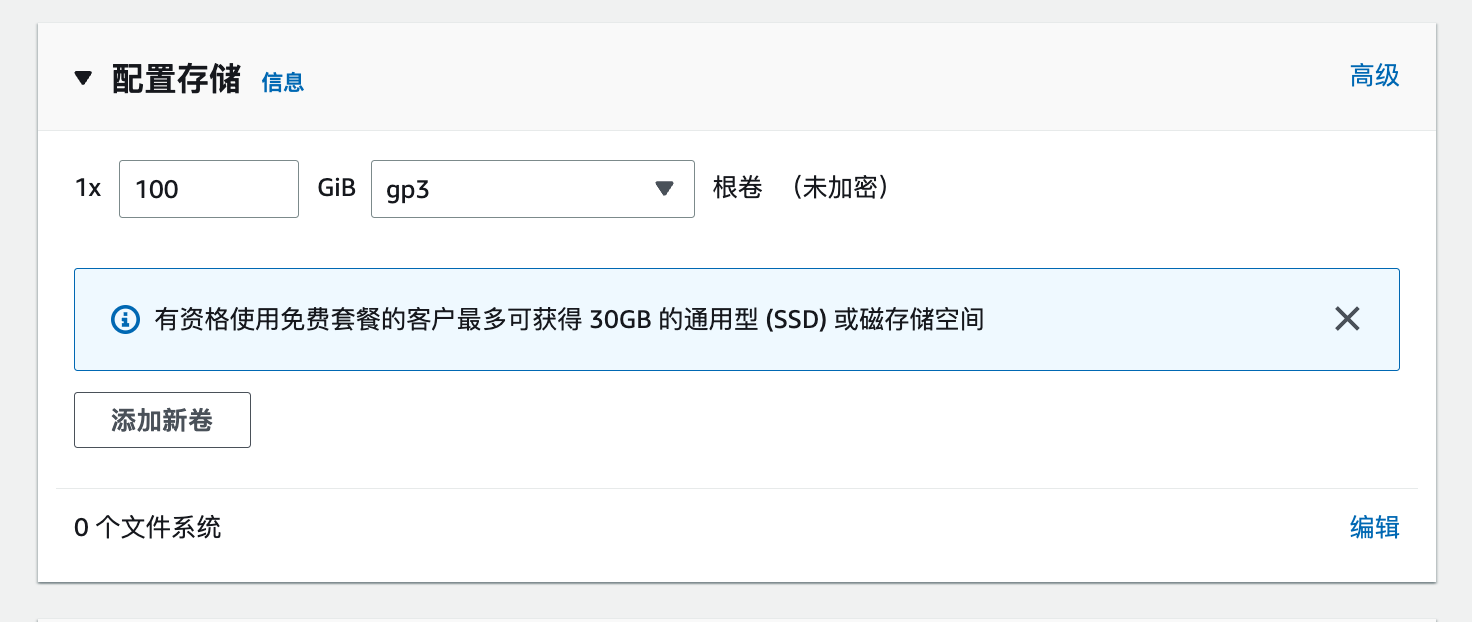 配置存储 信息 高级
1x 100 GiB gp3 根卷 （未加密）
有资格使用免费套餐的客户最多可获得 30GB 的通用型 (SSD) 或磁存储空间
添加新卷
0 个文件系统 编辑